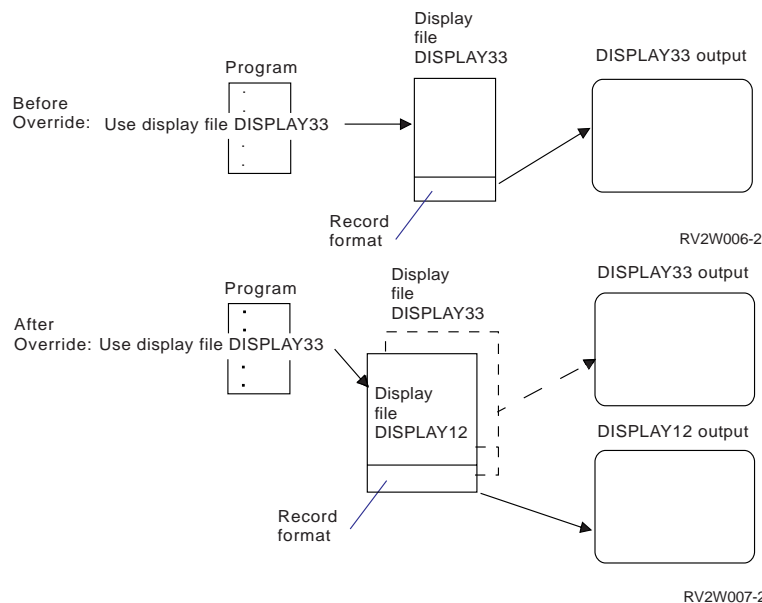 Display
file
DISPLAY33
DISPLAY33 output
Program
Before
Override: Use display file DISPLAY33
Record
format
RV2W006-2
Display
file
DISPLAY33
DISPLAY33 output
Program
After
Override: Use display file DISPLAY33
Display
file
DISPLAY12
DISPLAY12 output
Record
format
RV2W007-2